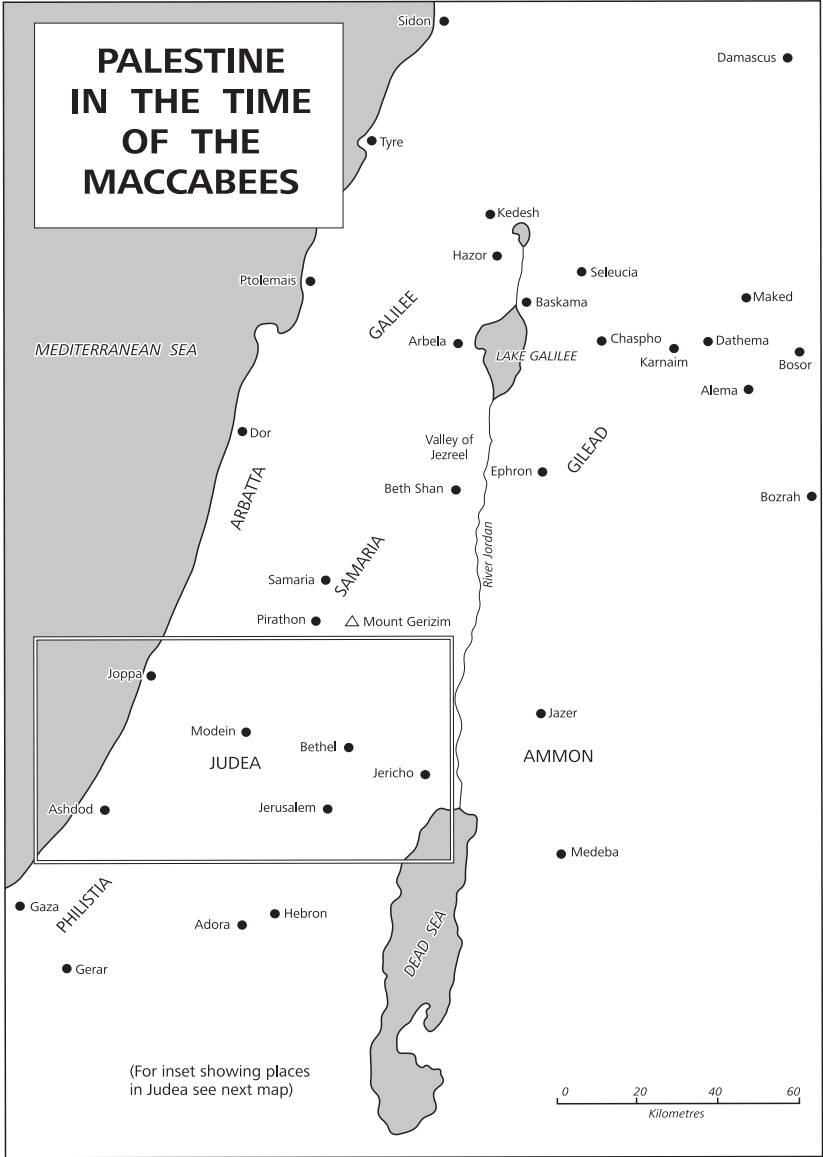 PALESTINE
IN THE TIME
OF THE
MACCABEES
Sidon
Damascus
Tyre
Kedesh
Hazor
Seleucia
Ptolemais
Baskama
Maked
GALILEE
MEDITERRANEAN SEA
Arbela
LAKE GALILEE
Chaspho
Karnaim
Dathema
Bosor
Alema
Dor
Valley of
Jezreel
GILEAD
Ephron
ARBATTA
Beth Shan
Bozrah
River Jordan
Samaria
SAMARIA
Pirathon
Mount Gerizim
Joppa
Jazer
Modein
Bethel
JUDEA
AMMON
Jericho
Ashdod
Jerusalem
Medeba
Gaza
PHILISTIA
Adora
Hebron
DEAD SEA
Gerar
(For inset showing places
in Judea see next map)
0 20 40 60
Kilometres